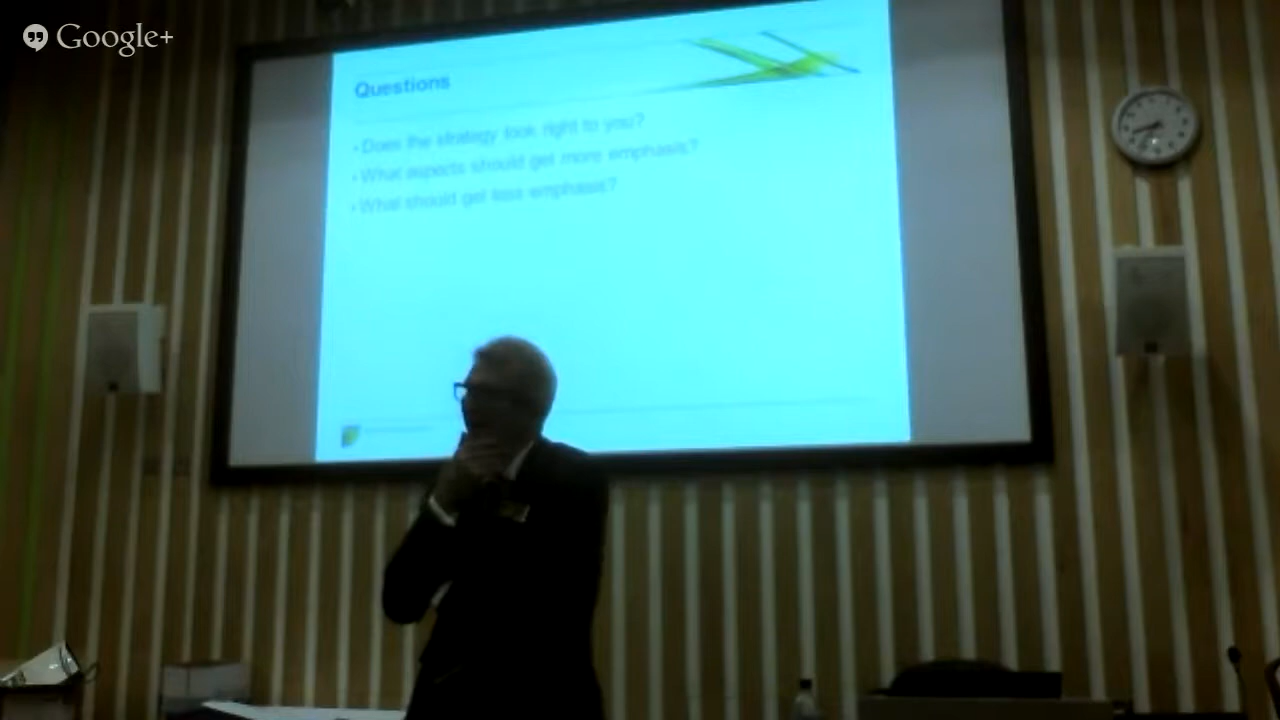 Google+
Questions
• Does the strategy look right to you?
• What aspects should get more emphasis?
• What should get less emphasis?